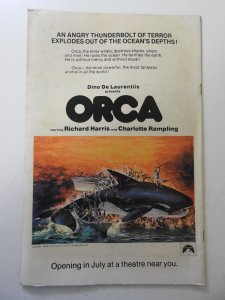 AN ANGRY THUNDERBOLT OF TERROR
EXPLODES OUT OF THE OCEAN'S DEPTHS!
Orca, the killer whale, destroys sharks, ships
and men! He rules the ocean. He terrifies the earth.
He is without mercy and without equal!
Orca—the most powerful, the most fantastic
animal in all the world!
Dino De Laurentiis
presents
ORCA
starring Richard Harris and Charlotte Rampling
Opening in July at a theatre near you.